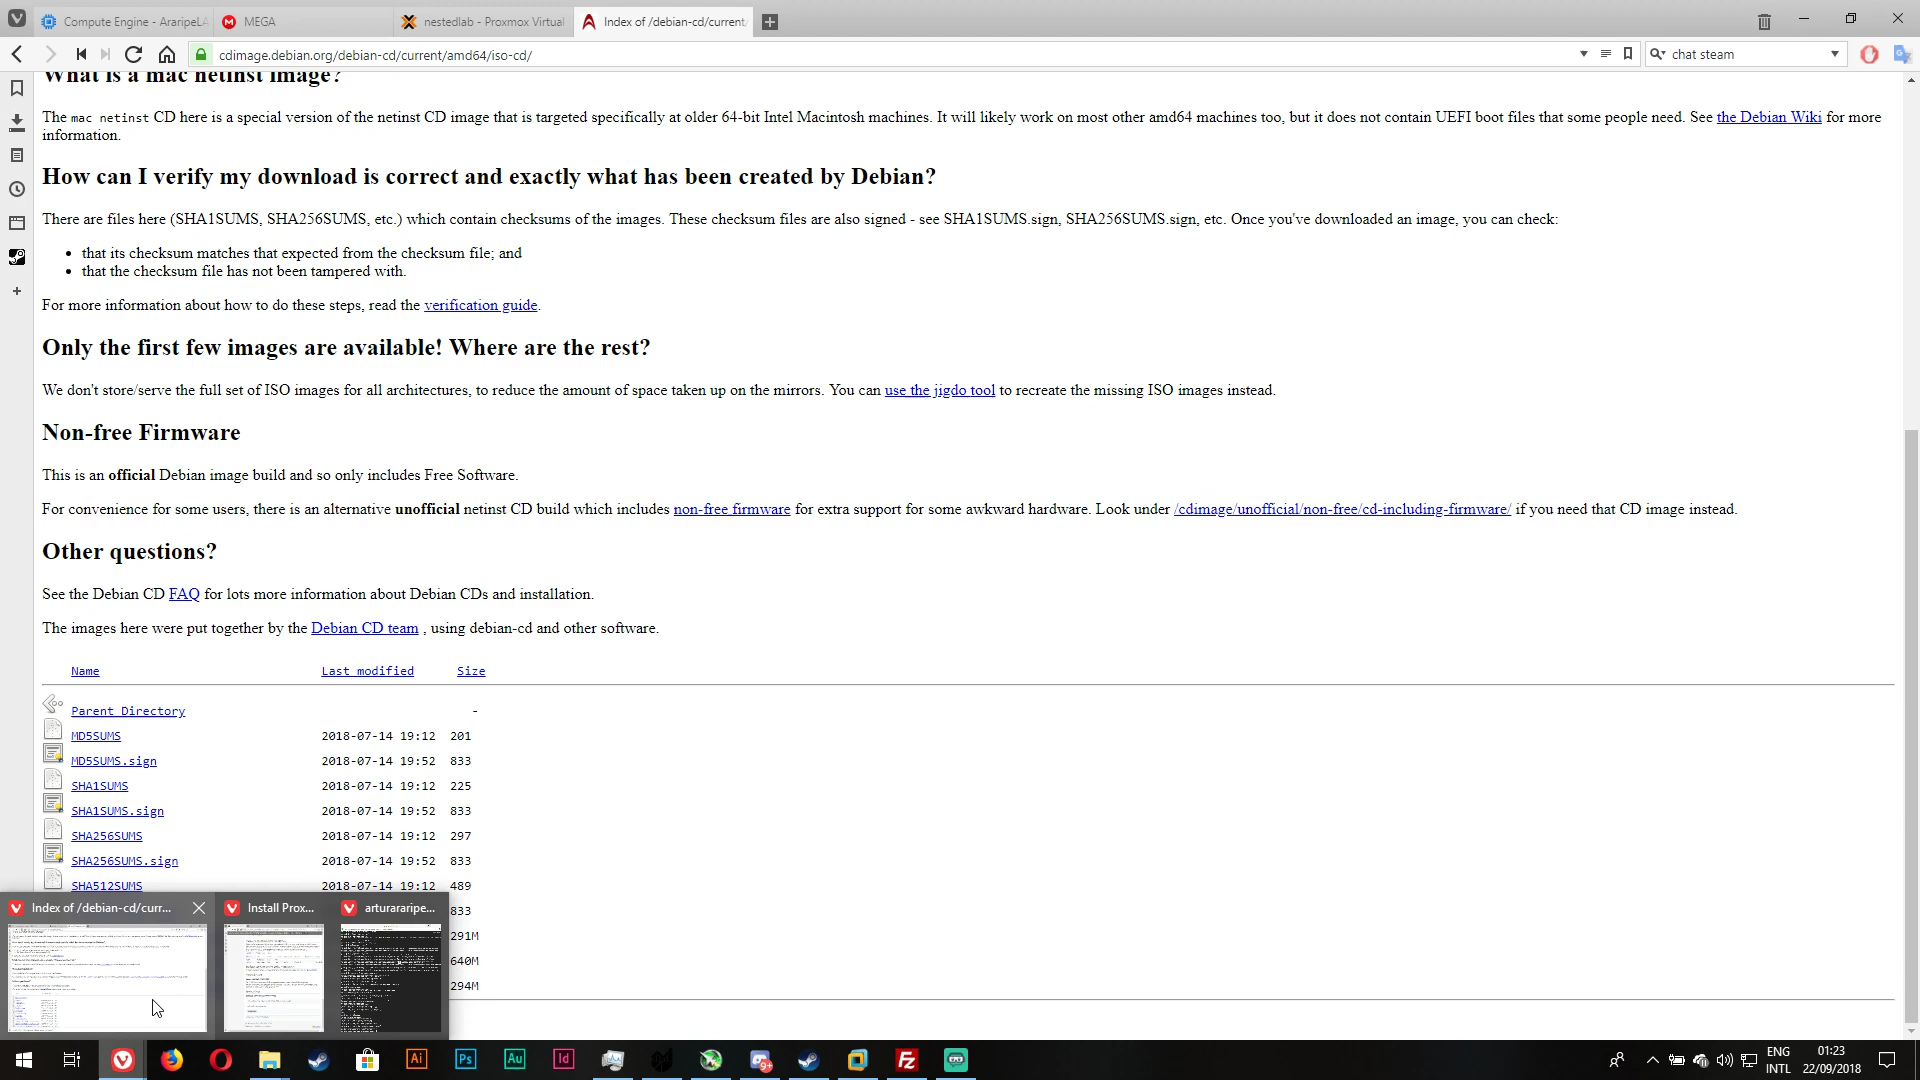 Compute Engine - AraripeLA
MEGA
nestedlab - Proxmox Virtual
Index of /debian-cd/current/
cdimage.debian.org/debian-cd/current/amd64/iso-cd/
chat steam
What is a mac netinst image?
The mac netinst CD here is a special version of the netinst CD image that is targeted specifically at older 64-bit Intel Macintosh machines. It will likely work on most other amd64 machines too, but it does not contain UEFI boot files that some people need. See the Debian Wiki for more
information.
How can I verify my download is correct and exactly what has been created by Debian?
There are files here (SHA1SUMS, SHA256SUMS, etc.) which contain checksums of the images. These checksum files are also signed - see SHA1SUMS.sign, SHA256SUMS.sign, etc. Once you've downloaded an image, you can check:
• that its checksum matches that expected from the checksum file; and
• that the checksum file has not been tampered with.
For more information about how to do these steps, read the verification guide.
Only the first few images are available! Where are the rest?
We don't store/serve the full set of ISO images for all architectures, to reduce the amount of space taken up on the mirrors. You can use the jigdo tool to recreate the missing ISO images instead.
Non-free Firmware
This is an official Debian image build and so only includes Free Software.
For convenience for some users, there is an alternative unofficial netinst CD build which includes non-free firmware for extra support for some awkward hardware. Look under /cdimage/unofficial/non-free/cd-including-firmware/ if you need that CD image instead.
Other questions?
See the Debian CD FAQ for lots more information about Debian CDs and installation.
The images here were put together by the Debian CD team , using debian-cd and other software.
Name Last modified Size
Parent Directory -
MD5SUMS 2018-07-14 19:12 201
MD5SUMS.sign 2018-07-14 19:52 833
SHA1SUMS 2018-07-14 19:12 225
SHA1SUMS.sign 2018-07-14 19:52 833
SHA256SUMS 2018-07-14 19:12 297
SHA256SUMS.sign 2018-07-14 19:52 833
SHA512SUMS 2018-07-14 19:12 489
833
291M
640M
294M
Index of /debian-cd/curr...
Install Prox...
arturararipe...
Ai
Ps
Au
Id
9+
Fz
ENG
INTL
01:23
22/09/2018